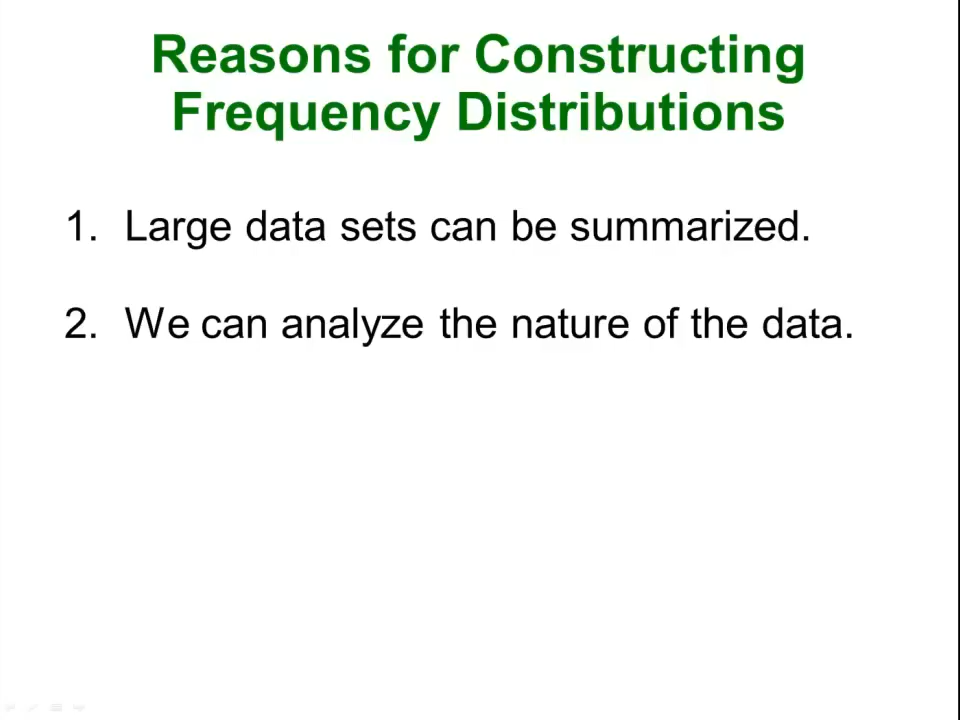 Reasons for Constructing
Frequency Distributions
1. Large data sets can be summarized.
2. We can analyze the nature of the data.